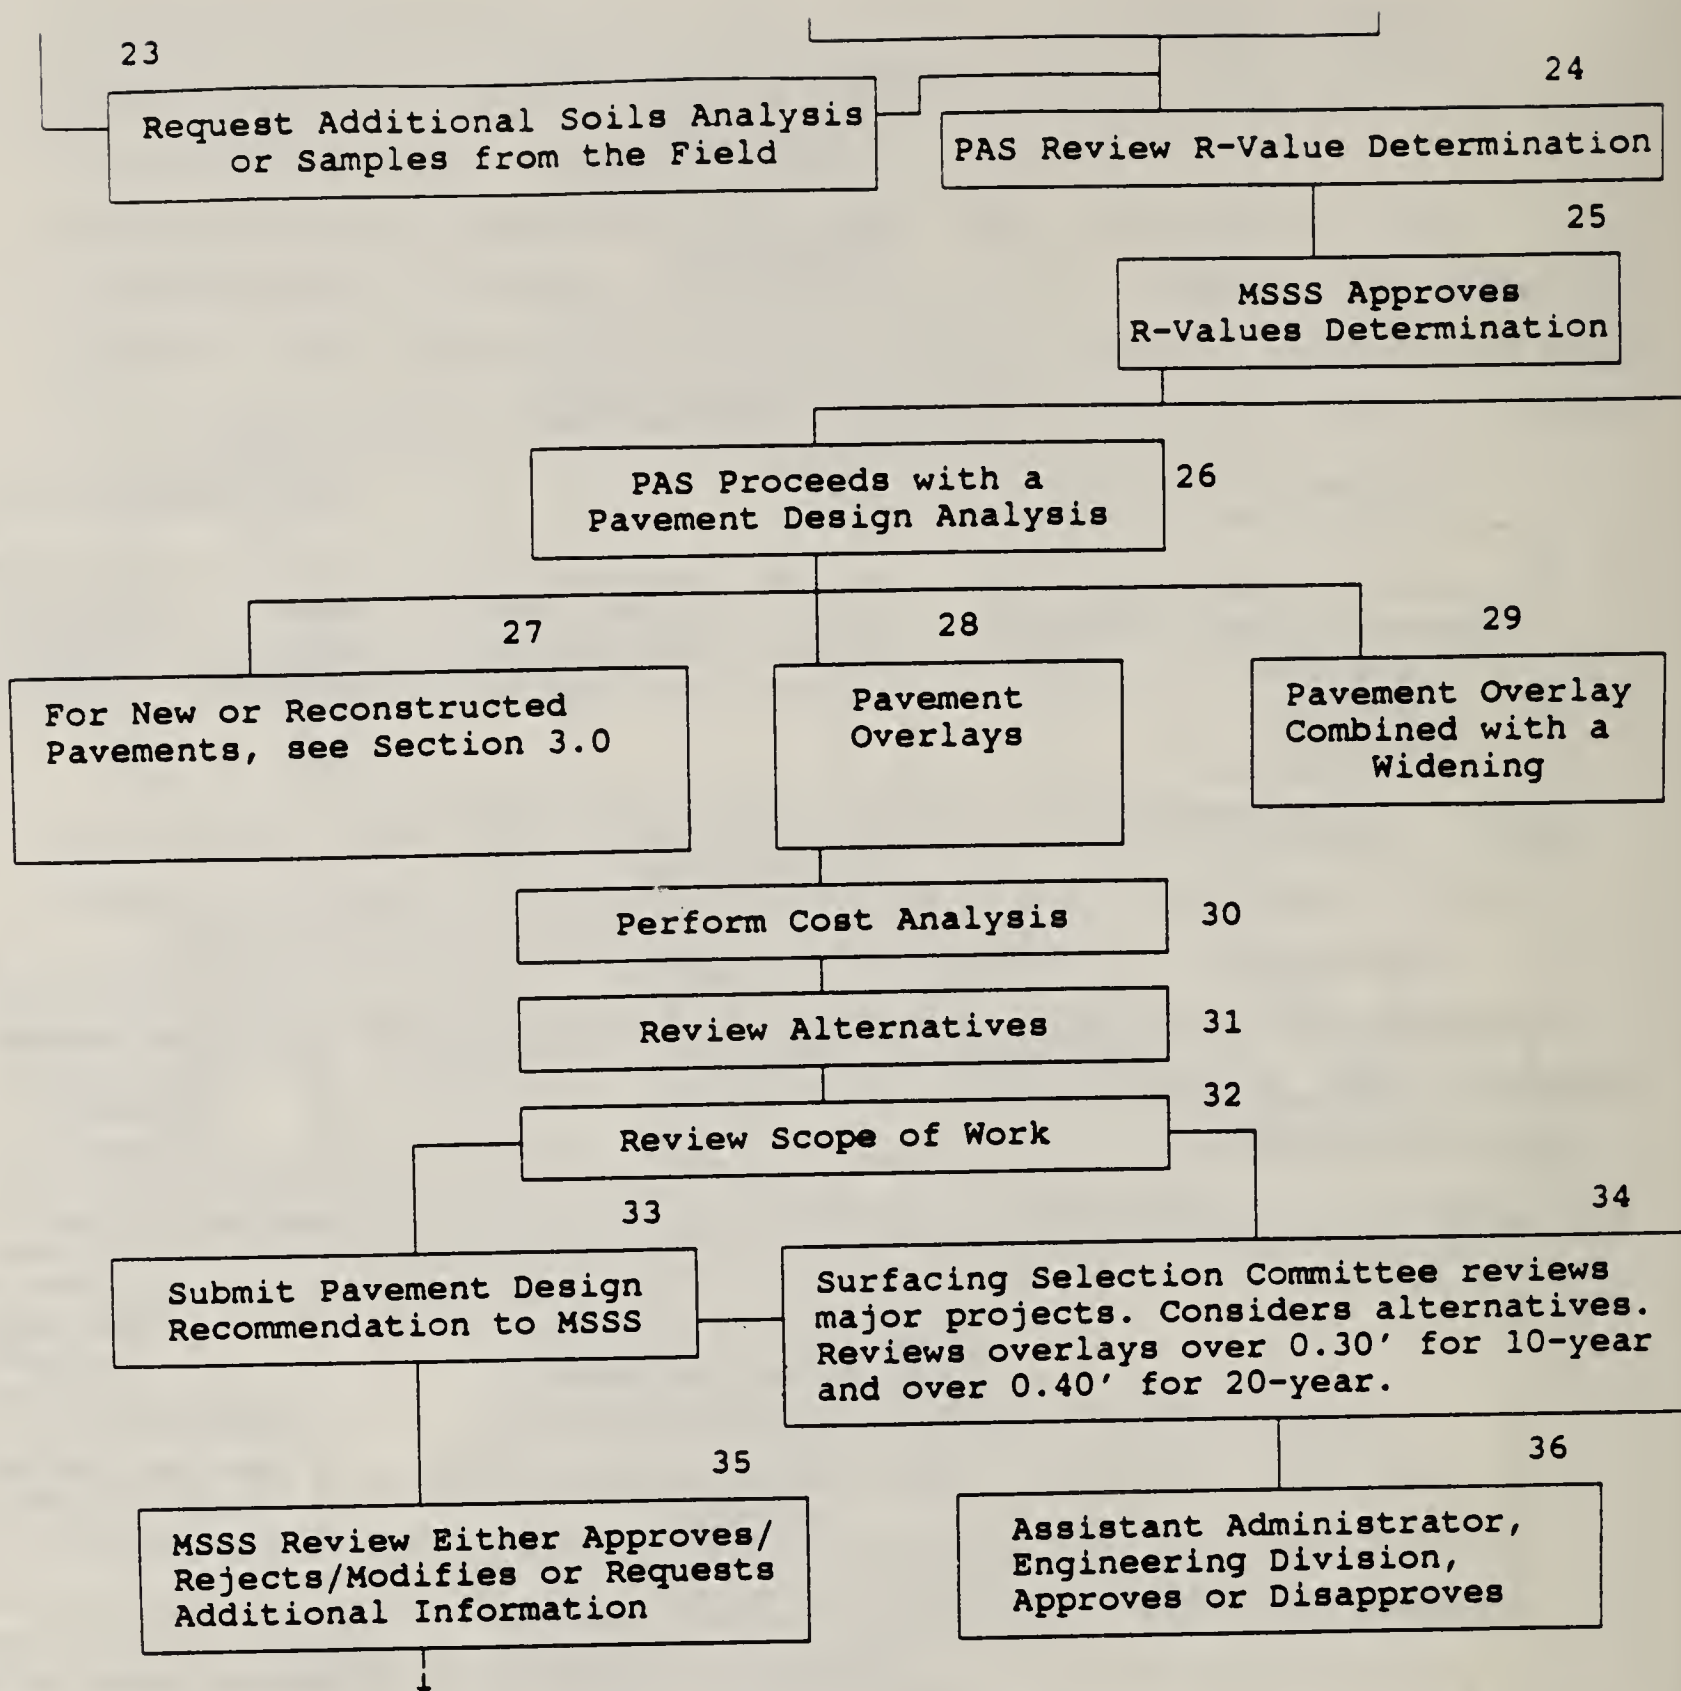 23
Request Additional Soils Analysis
or Samples from the Field
24
PAS Review R-Value Determination
25
MSSS Approves
R-Values Determination
PAS Proceeds with a
Pavement Design Analysis
26
27
For New or Reconstructed
Pavements, see Section 3.0
28
Pavement
Overlays
29
Pavement Overlay
Combined with a
Widening
Perform Cost Analysis
30
Review Alternatives
31
32
Review Scope of Work
33
Submit Pavement Design
Recommendation to MSSS
34
Surfacing Selection Committee reviews
major projects. Considers alternatives.
Reviews overlays over 0.30' for 10-year
and over 0.40' for 20-year.
35
MSSS Review Either Approves/
Rejects/Modifies or Requests
Additional Information
36
Assistant Administrator,
Engineering Division,
Approves or Disapproves